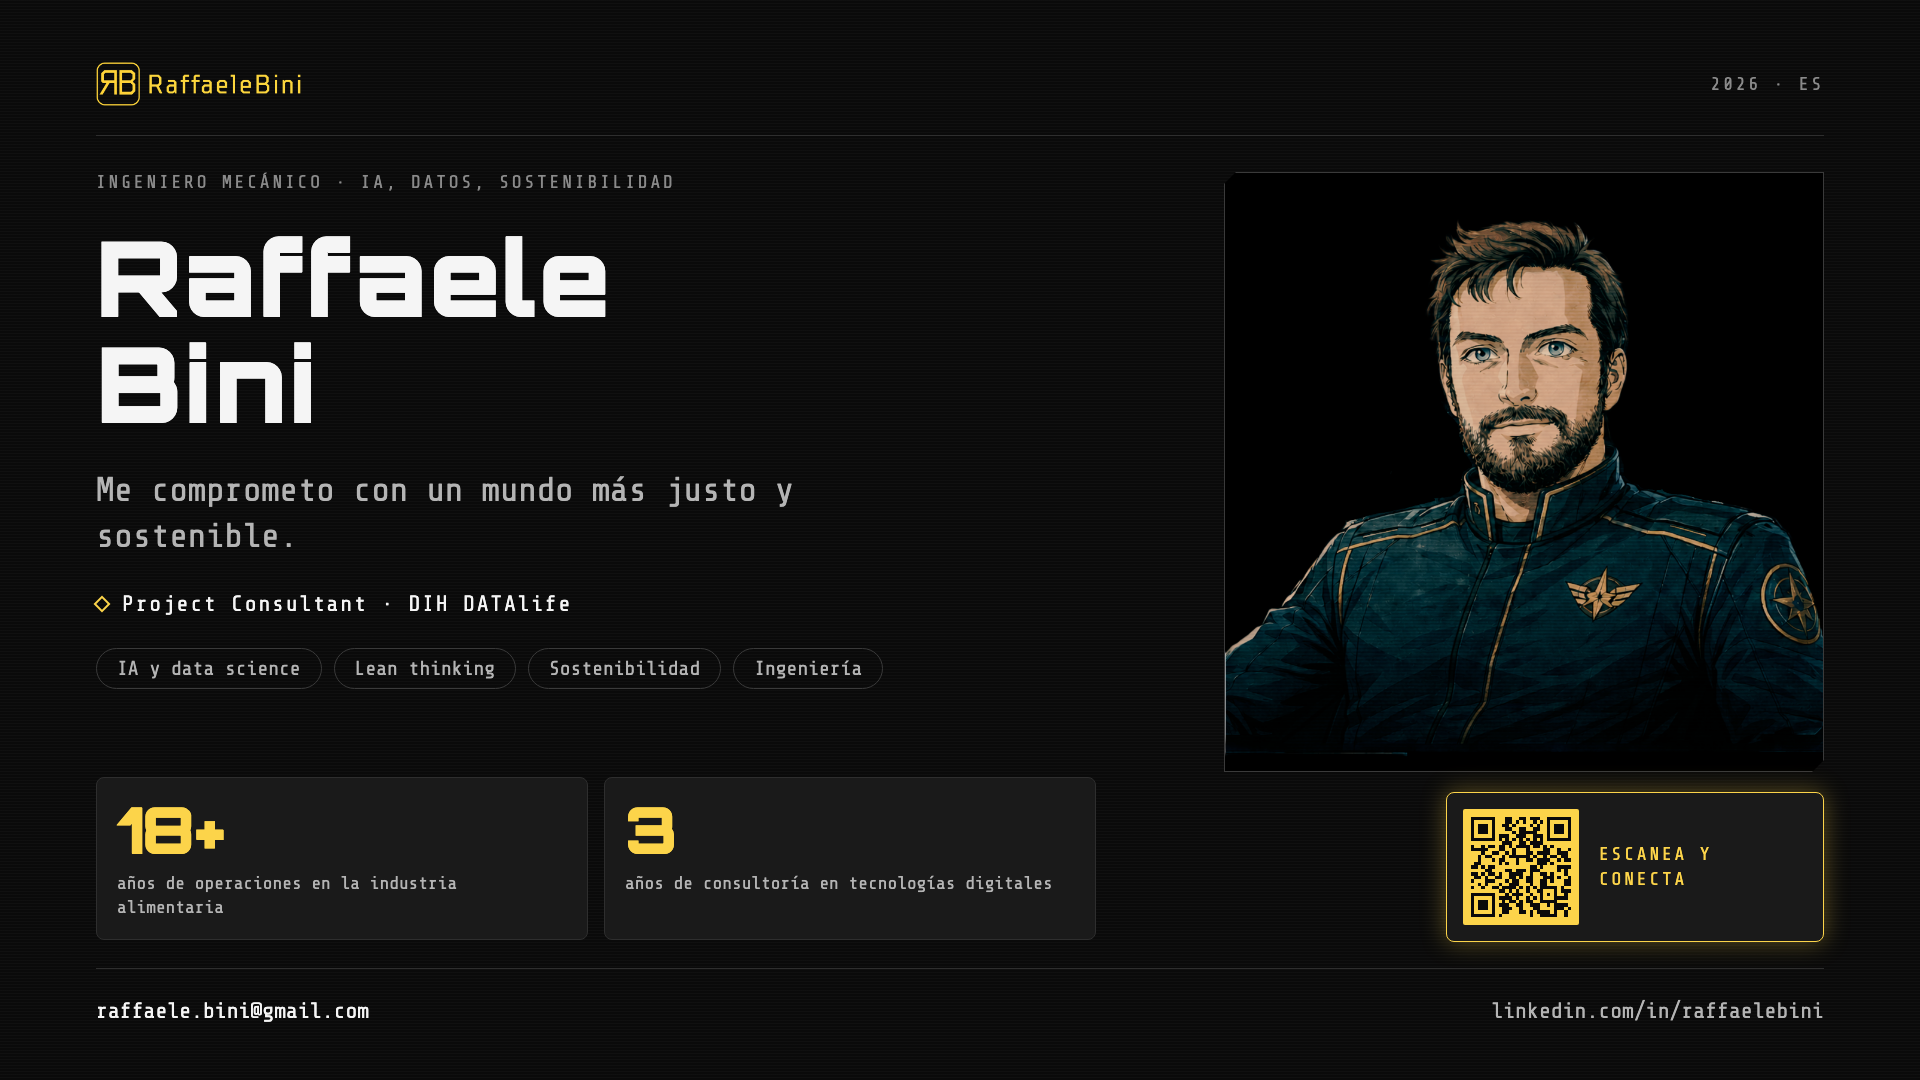 RB RaffaeleBini
2026 · ES
INGENIERO MECÁNICO · IA, DATOS, SOSTENIBILIDAD
Raffaele
Bini
Me comprometo con un mundo más justo y
sostenible.
Project Consultant · DIH DATAlife
IA y data science
Lean thinking
Sostenibilidad
Ingeniería
18+
años de operaciones en la industria
alimentaria
3
años de consultoría en tecnologías digitales
ESCANEA Y
CONECTA
raffaele.bini@gmail.com
linkedin.com/in/raffaelebini